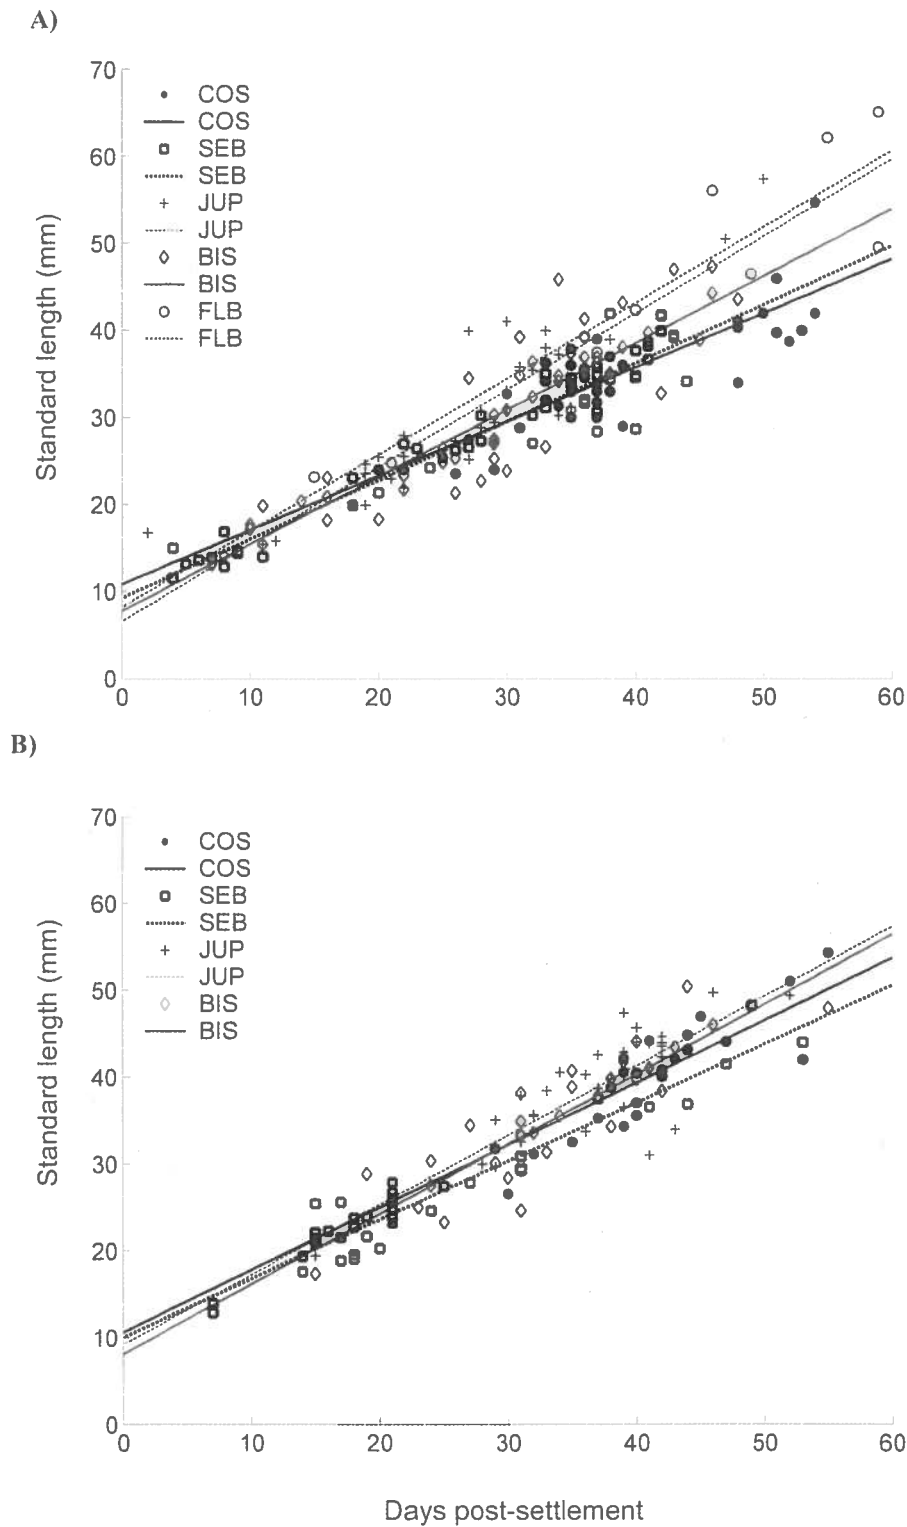 A)
70
60
50
40
30
20
10
0
Standard length (mm)
COS
COS
SEB
SEB
JUP
JUP
BIS
BIS
FLB
FLB
0 10 20 30 40 50 60
B)
70
60
50
40
30
20
10
0
Standard length (mm)
COS
COS
SEB
SEB
JUP
JUP
BIS
BIS
0 10 20 30 40 50 60
Days post-settlement